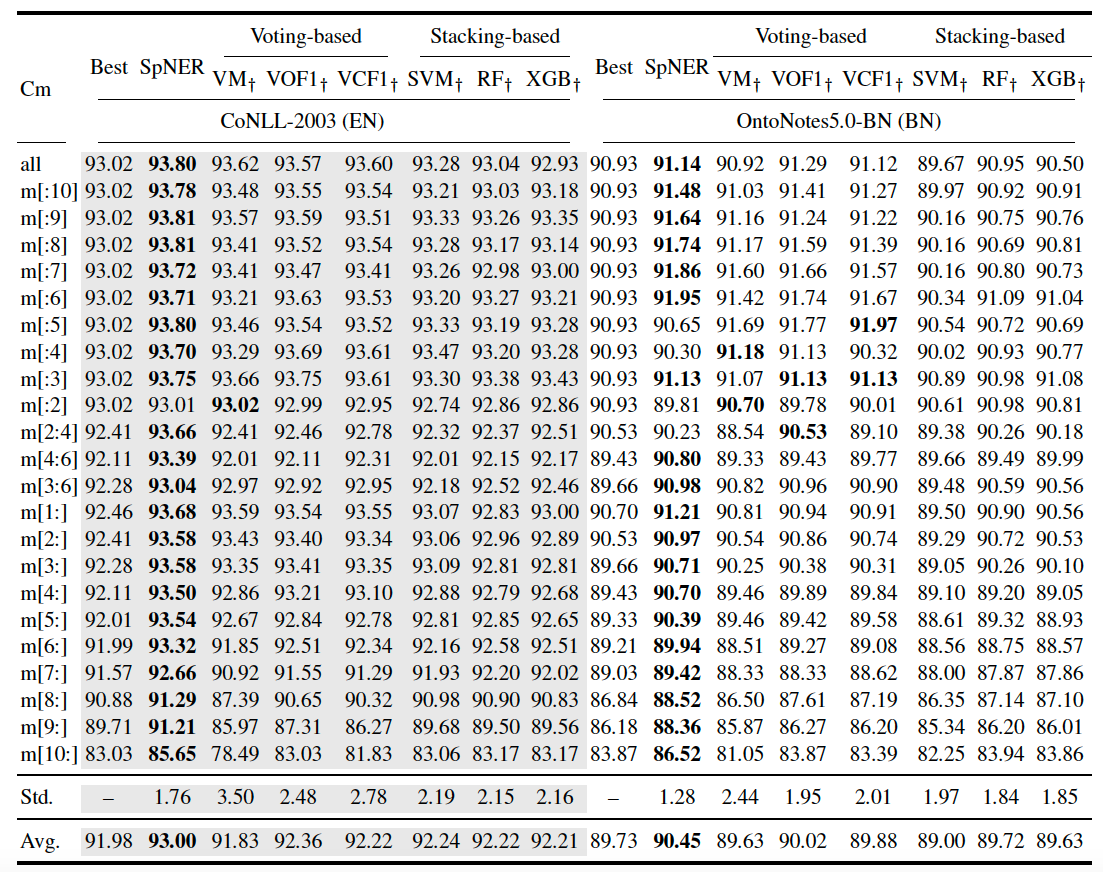 Voting-based Stacking-based Voting-based Stacking-based
Cm Best SpNER VM† VOF1† VCF1† SVM† RF† XGB† Best SpNER VM† VOF1† VCF1† SVM† RF† XGB†
CoNLL-2003 (EN) OntoNotes5.0-BN (BN)
all 93.02 93.80 93.62 93.57 93.60 93.28 93.04 92.93 90.93 91.14 90.92 91.29 91.12 89.67 90.95 90.50
m[:10] 93.02 93.78 93.48 93.55 93.54 93.21 93.03 93.18 90.93 91.48 91.03 91.41 91.27 89.97 90.92 90.91
m[:9] 93.02 93.81 93.57 93.59 93.51 93.33 93.26 93.35 90.93 91.64 91.16 91.24 91.22 90.16 90.75 90.76
m[:8] 93.02 93.81 93.41 93.52 93.54 93.28 93.17 93.14 90.93 91.74 91.17 91.59 91.39 90.16 90.69 90.81
m[:7] 93.02 93.72 93.41 93.47 93.41 93.26 92.98 93.00 90.93 91.86 91.60 91.66 91.57 90.16 90.80 90.73
m[:6] 93.02 93.71 93.21 93.63 93.53 93.20 93.27 93.21 90.93 91.95 91.42 91.74 91.67 90.34 91.09 91.04
m[:5] 93.02 93.80 93.46 93.54 93.52 93.33 93.19 93.28 90.93 90.65 91.69 91.77 91.97 90.54 90.72 90.69
m[:4] 93.02 93.70 93.29 93.69 93.61 93.47 93.20 93.28 90.93 90.30 91.18 91.13 90.32 90.02 90.93 90.77
m[:3] 93.02 93.75 93.66 93.75 93.61 93.30 93.38 93.43 90.93 91.13 91.07 91.13 91.13 90.89 90.98 91.08
m[:2] 93.02 93.01 93.02 92.99 92.95 92.74 92.86 92.86 90.93 89.81 90.70 89.78 90.01 90.61 90.98 90.81
m[2:4] 92.41 93.66 92.41 92.46 92.78 92.32 92.37 92.51 90.53 90.23 88.54 90.53 89.10 89.38 90.26 90.18
m[4:6] 92.11 93.39 92.01 92.11 92.31 92.01 92.15 92.17 89.43 90.80 89.33 89.43 89.77 89.66 89.49 89.99
m[3:6] 92.28 93.04 92.97 92.92 92.95 92.18 92.52 92.46 89.66 90.98 90.82 90.96 90.90 89.48 90.59 90.56
m[1:] 92.46 93.68 93.59 93.54 93.55 93.07 92.83 93.00 90.70 91.21 90.81 90.94 90.91 89.50 90.90 90.56
m[2:] 92.41 93.58 93.43 93.40 93.34 93.06 92.96 92.89 90.53 90.97 90.54 90.86 90.74 89.29 90.72 90.53
m[3:] 92.28 93.58 93.35 93.41 93.35 93.09 92.81 92.81 89.66 90.71 90.25 90.38 90.31 89.05 90.26 90.10
m[4:] 92.11 93.50 92.86 93.21 93.10 92.88 92.79 92.68 89.43 90.70 89.46 89.89 89.84 89.10 89.20 89.05
m[5:] 92.01 93.54 92.67 92.84 92.78 92.81 92.85 92.65 89.33 90.39 89.46 89.42 89.58 88.61 89.32 88.93
m[6:] 91.99 93.32 91.85 92.51 92.34 92.16 92.58 92.51 89.21 89.94 88.51 89.27 89.08 88.56 88.75 88.57
m[7:] 91.57 92.66 90.92 91.55 91.29 91.93 92.20 92.02 89.03 89.42 88.33 88.33 88.62 88.00 87.87 87.86
m[8:] 90.88 91.29 87.39 90.65 90.32 90.98 90.90 90.83 86.84 88.52 86.50 87.61 87.19 86.35 87.14 87.10
m[9:] 89.71 91.21 85.97 87.31 86.27 89.68 89.50 89.56 86.18 88.36 85.87 86.27 86.20 85.34 86.20 86.01
m[10:] 83.03 85.65 78.49 83.03 81.83 83.06 83.17 83.17 83.87 86.52 81.05 83.87 83.39 82.25 83.94 83.86
Std. – 1.76 3.50 2.48 2.78 2.19 2.15 2.16 – 1.28 2.44 1.95 2.01 1.97 1.84 1.85
Avg. 91.98 93.00 91.83 92.36 92.22 92.24 92.22 92.21 89.73 90.45 89.63 90.02 89.88 89.00 89.72 89.63